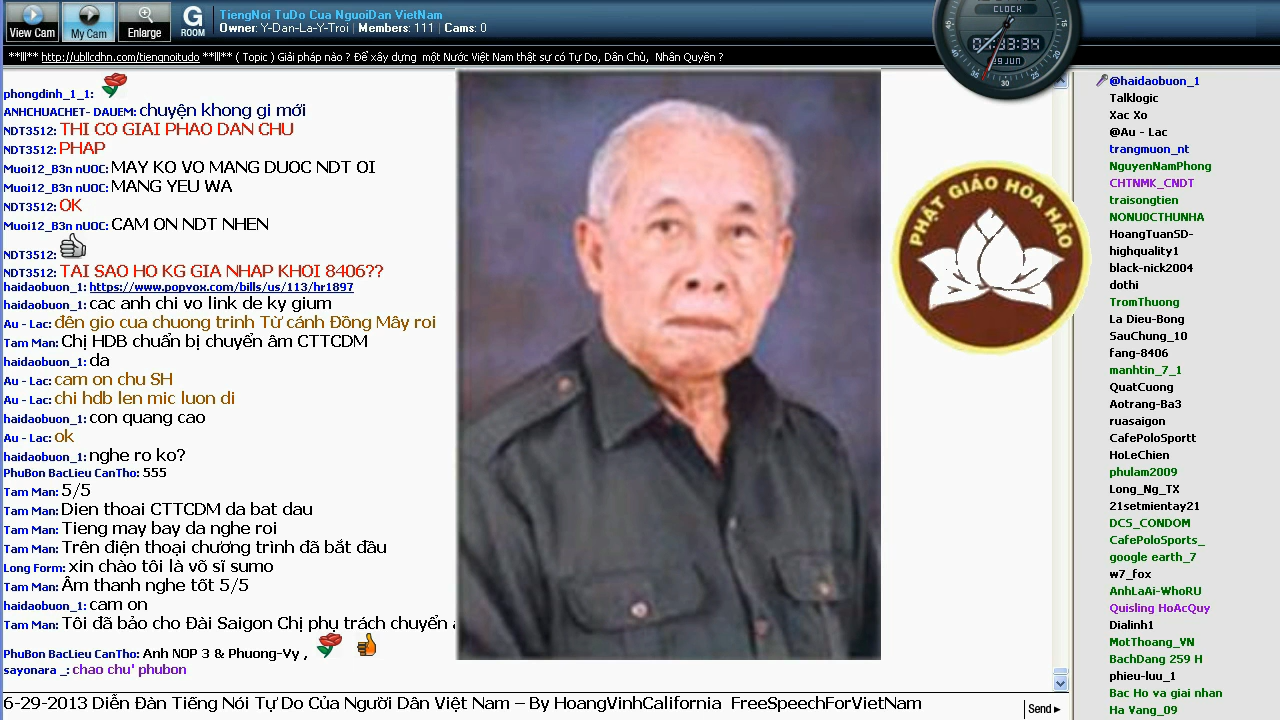 View Cam
My Cam
Enlarge
G
ROOM
TiengNoi TuDo Cua NguoiDan VietNam
Owner: Y-Dan-La-Y-Troi | Members: 111 | Cams: 0
CLOCK
29 JUN
**lll** http://ubllcdhn.com/tiengnoitudo **lll** ( Topic ) Giải pháp nào ? Để xây dựng một Nước Việt Nam thật sự có Tự Do, Dân Chủ, Nhân Quyền ?
phongdinh_1_1:
ANHCHUACHET- DAUEM: chuyện khong gi mới
NDT3512: THI CO GIAI PHAO DAN CHU
NDT3512: PHAP
Muoi12_B3n nUOC: MAY KO VO MANG DUOC NDT OI
Muoi12_B3n nUOC: MANG YEU WA
NDT3512: OK
Muoi12_B3n nUOC: CAM ON NDT NHEN
NDT3512:
NDT3512: TAI SAO HO KG GIA NHAP KHOI 8406??
haidaobuon_1: https://www.popvox.com/bills/us/113/hr1897
haidaobuon_1: cac anh chi vo link de ky gium
Au - Lac: đên gio cua chuong trinh Từ cánh Đồng Mây roi
Tam Man: Chị HDB chuẩn bị chuyển âm CTTCDM
haidaobuon_1: da
Au - Lac: cam on chu SH
Au - Lac: chi hdb len mic luon di
haidaobuon_1: con quang cao
Au - Lac: ok
haidaobuon_1: nghe ro ko?
PhuBon BacLieu CanTho: 555
Tam Man: 5/5
Tam Man: Dien thoai CTTCDM da bat dau
Tam Man: Tieng may bay da nghe roi
Tam Man: Trên điện thoại chướng trình đã bắt đầu
Long Form: xin chào tôi là võ sĩ sumo
Tam Man: Âm thanh nghe tốt 5/5
haidaobuon_1: cam on
Tam Man: Tôi đã bảo cho Đài Saigon Chị phụ trách chuyển
PhuBon BacLieu CanTho: Anh NOP 3 & Phuong-Vy ,
sayonara _: chao chu' phubon
PHẬT GIÁO HÒA HẢO
@haidaobuon_1
Talklogic
Xac Xo
@Au - Lac
trangmuon_nt
NguyenNamPhong
CHTNMK_CNDT
traisongtien
NONU0CTHUNHA
HoangTuanSD-
highquality1
black-nick2004
dothi
TromThuong
La Dieu-Bong
SauChung_10
fang-8406
manhtin_7_1
QuatCuong
Aotrang-Ba3
ruasaigon
CafePoloSportt
HoLeChien
phulam2009
Long_Ng_TX
21setmientay21
DCS_CONDOM
CafePoloSports_
google earth_7
w7_fox
AnhLaAi-WhoRU
Quisling HoAcQuy
Dialinh1
MotThoang_VN
BachDang 259 H
phieu-luu_1
Bac Ho va giai nhan
Ha Vang_09
6-29-2013 Diễn Đàn Tiếng Nói Tự Do Của Người Dân Việt Nam – By HoangVinhCalifornia FreeSpeechForVietNam
Send